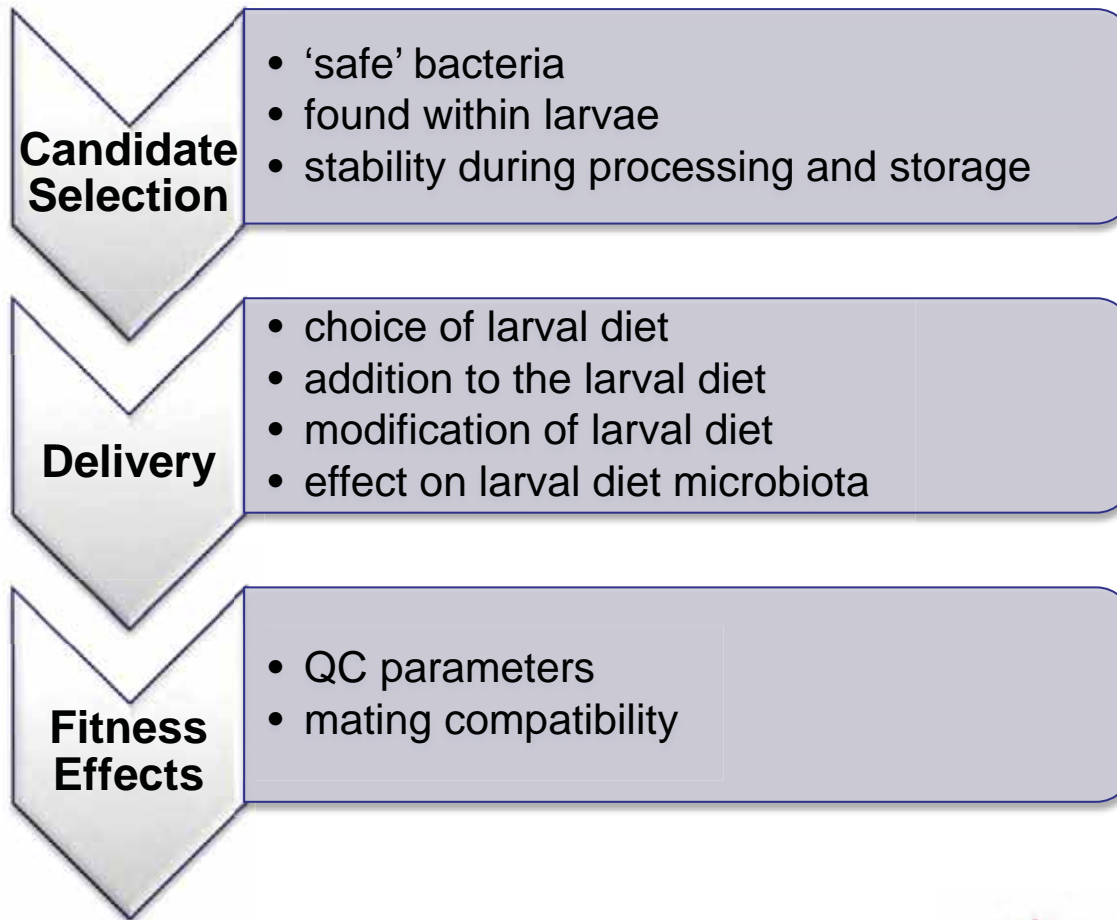 Candidate
Selection
• ‘safe’ bacteria
• found within larvae
• stability during processing and storage
Delivery
• choice of larval diet
• addition to the larval diet
• modification of larval diet
• effect on larval diet microbiota
Fitness
Effects
• QC parameters
• mating compatibility